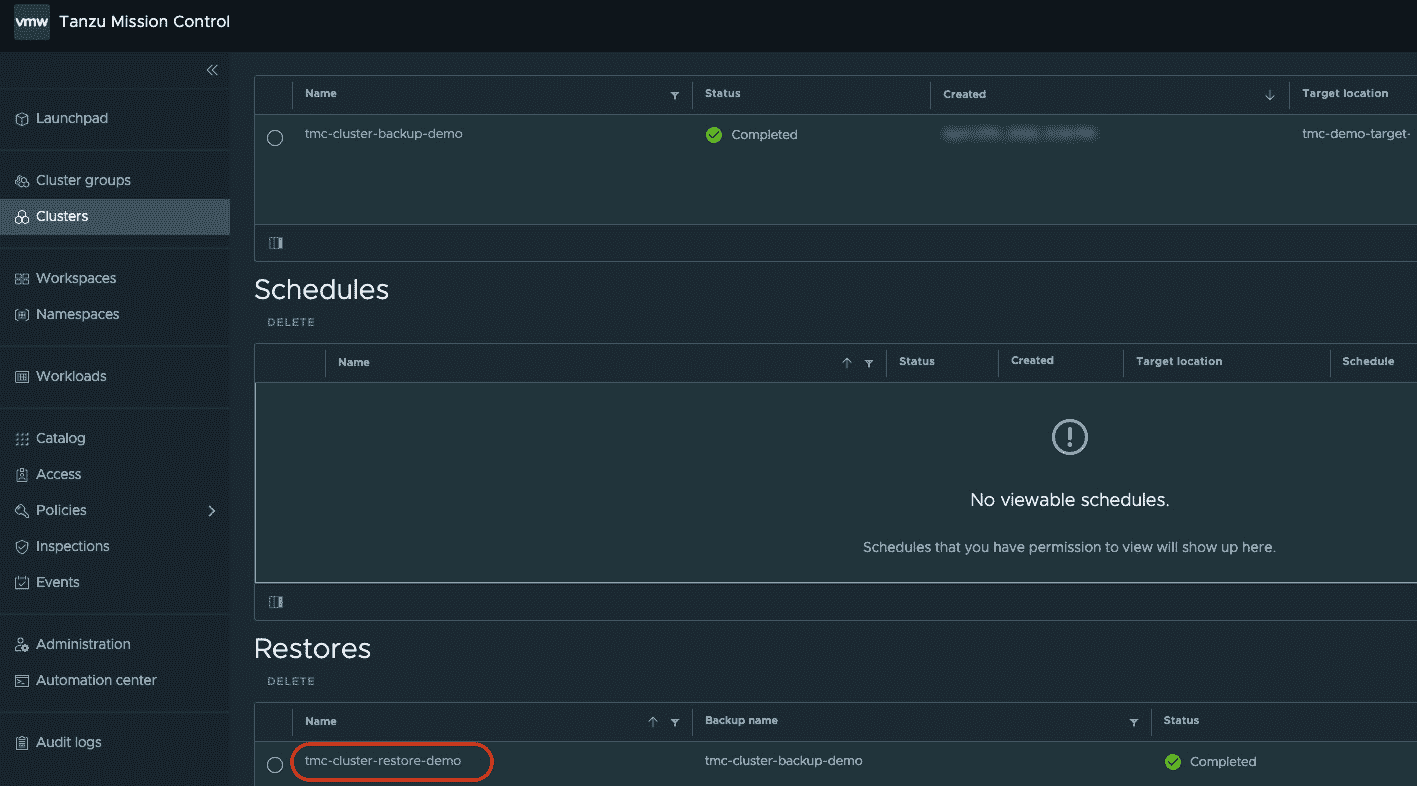 vmw Tanzu Mission Control
Launchpad
Cluster groups
Clusters
Workspaces
Namespaces
Workloads
Catalog
Access
Policies
Inspections
Events
Administration
Automation center
Audit logs
Name Status Created Target location
tmc-cluster-backup-demo Completed tmc-demo-target-
Schedules
DELETE
Name Status Created Target location Schedule
No viewable schedules.
Schedules that you have permission to view will show up here.
Restores
DELETE
Name Backup name Status
tmc-cluster-restore-demo tmc-cluster-backup-demo Completed